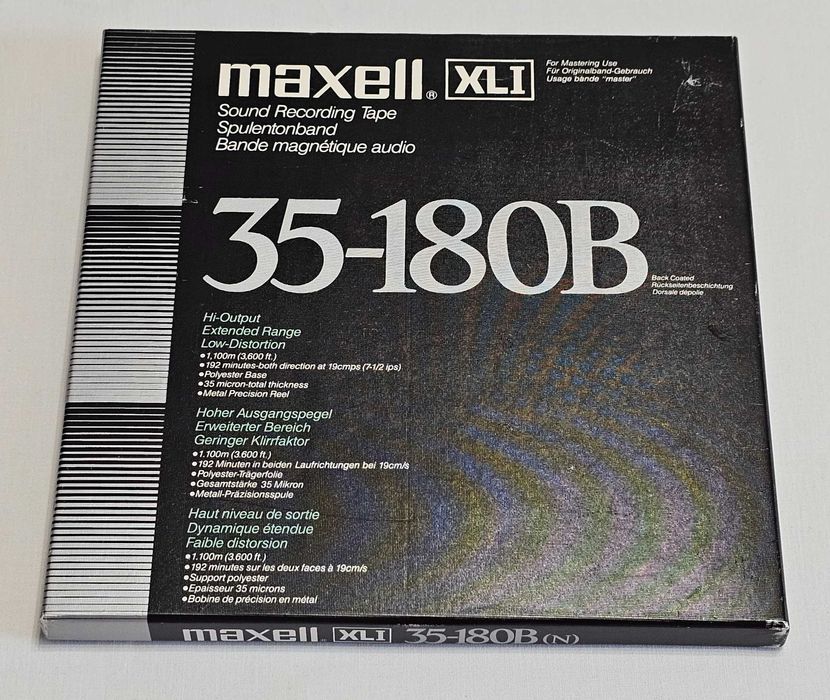 maxell® XLI
For Mastering Use
Für Originalband-Gebrauch
Usage bande "master"
Sound Recording Tape
Spulentonband
Bande magnétique audio
35-180B
Back Coated
Rückseitenbeschichtung
Dorsale dépolie
Hi-Output
Extended Range
Low-Distortion
•1,100m (3,600 ft.)
•192 minutes-both direction at 19cmps (7-1/2 ips)
•Polyester Base
•35 micron-total thickness
•Metal Precision Reel
Hoher Ausgangspegel
Erweiterter Bereich
Geringer Klirrfaktor
•1.100m (3.600 ft.)
•192 Minuten in beiden Laufrichtungen bei 19cm/s
•Polyester-Trägerfolie
•Gesamtstärke 35 Mikron
•Metall-Präzisionsspule
Haut niveau de sortie
Dynamique étendue
Faible distorsion
•1.100m (3.600 ft.)
•192 minutes sur les deux faces à 19cm/s
•Support polyester
•Epaisseur 35 microns
•Bobine de précision en métal
maxell® XLI 35-180B (N)